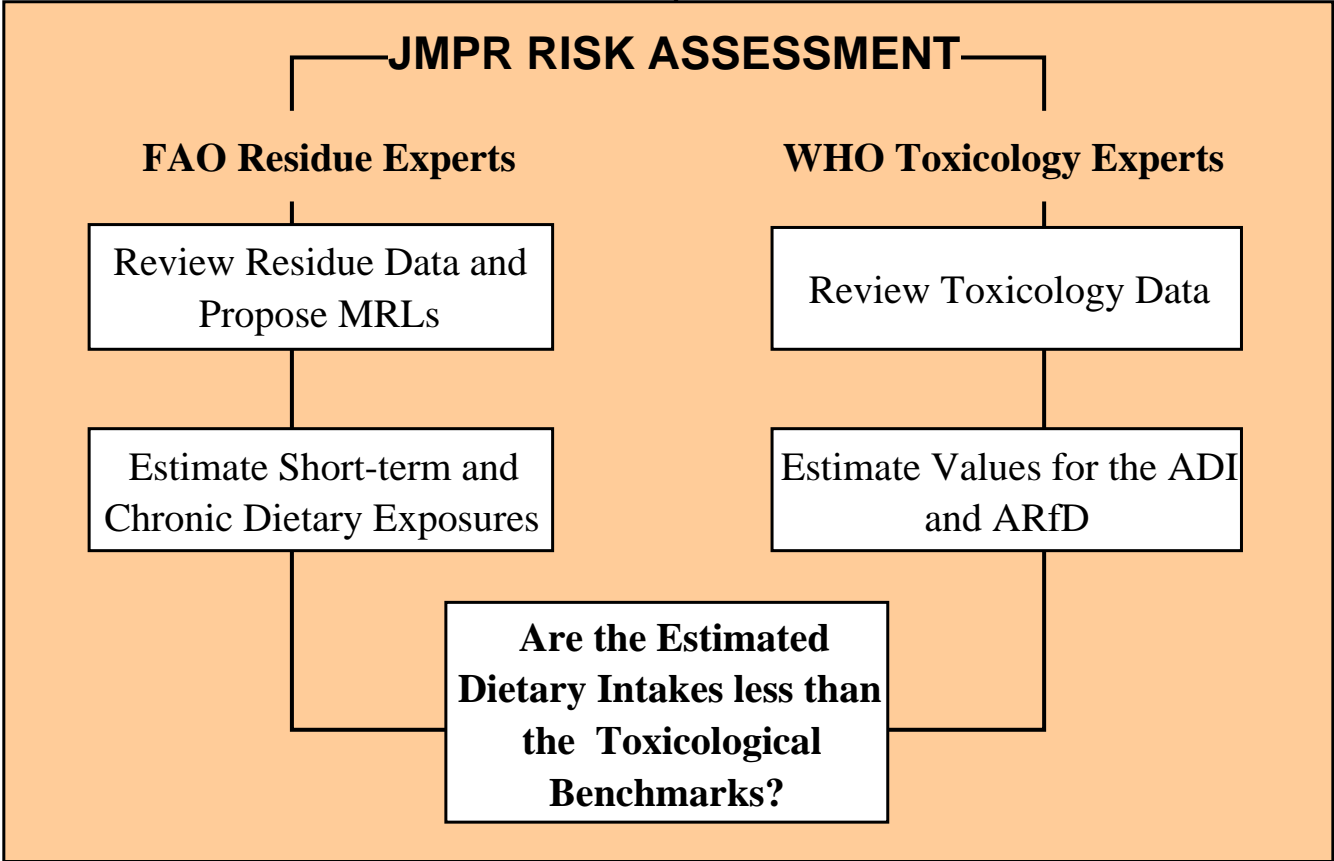 JMPR RISK ASSESSMENT
FAO Residue Experts
WHO Toxicology Experts
Review Residue Data and
Propose MRLs
Review Toxicology Data
Estimate Short-term and
Chronic Dietary Exposures
Estimate Values for the ADI
and ARfD
Are the Estimated
Dietary Intakes less than
the Toxicological
Benchmarks?